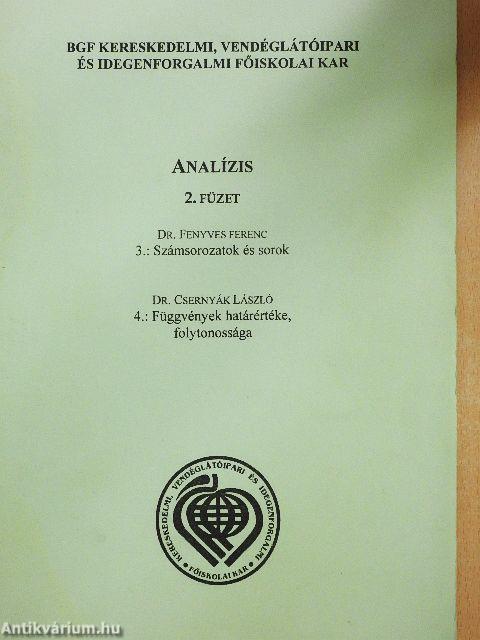 BGF KERESKEDELMI, VENDÉGLÁTÓIPARI
ÉS IDEGENFORGALMI FŐISKOLAI KAR
ANALÍZIS
2. FÜZET
DR. FENYVES FERENC
3.: Számsorozatok és sorok
DR. CSERNYÁK LÁSZLÓ
4.: Függvények határértéke,
folytonossága
KERESKEDELMI, VENDÉGLÁTÓIPARI ÉS IDEGENFORGALMI
• FŐISKOLAI KAR •
Antikvárium.hu